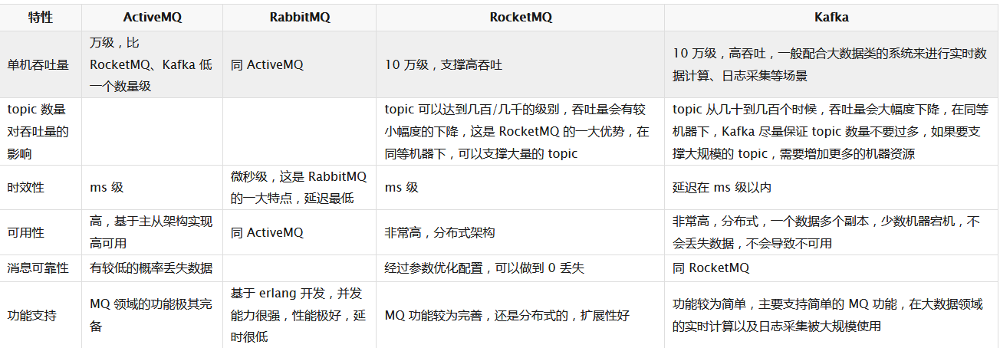 特性 ActiveMQ RabbitMQ RocketMQ Kafka
单机吞吐量
万级，比
RocketMQ、Kafka 低
一个数量级
同 ActiveMQ
10 万级，支撑高吞吐
10 万级，高吞吐，一般配合大数据类的系统来进行实时数
据计算、日志采集等场景
topic 数量
对吞吐量的
影响
topic 可以达到几百/几千的级别，吞吐量会有较
小幅度的下降，这是 RocketMQ 的一大优势，在
同等机器下，可以支撑大量的 topic
topic 从几十到几百个时候，吞吐量会大幅度下降，在同等
机器下，Kafka 尽量保证 topic 数量不要过多，如果要支
撑大规模的 topic，需要增加更多的机器资源
时效性
ms 级
微秒级，这是 RabbitMQ
的一大特点，延迟最低
ms 级
延迟在 ms 级以内
可用性
高，基于主从架构实现
高可用
同 ActiveMQ
非常高，分布式架构
非常高，分布式，一个数据多个副本，少数机器宕机，不
会丢失数据，不会导致不可用
消息可靠性
有较低的概率丢失数据
经过参数优化配置，可以做到 0 丢失
同 RocketMQ
功能支持
MQ 领域的功能极其完
备
基于 erlang 开发，并发
能力很强，性能极好，延
时很低
MQ 功能较为完善，还是分布式的，扩展性好
功能较为简单，主要支持简单的 MQ 功能，在大数据领域
的实时计算以及日志采集被大规模使用